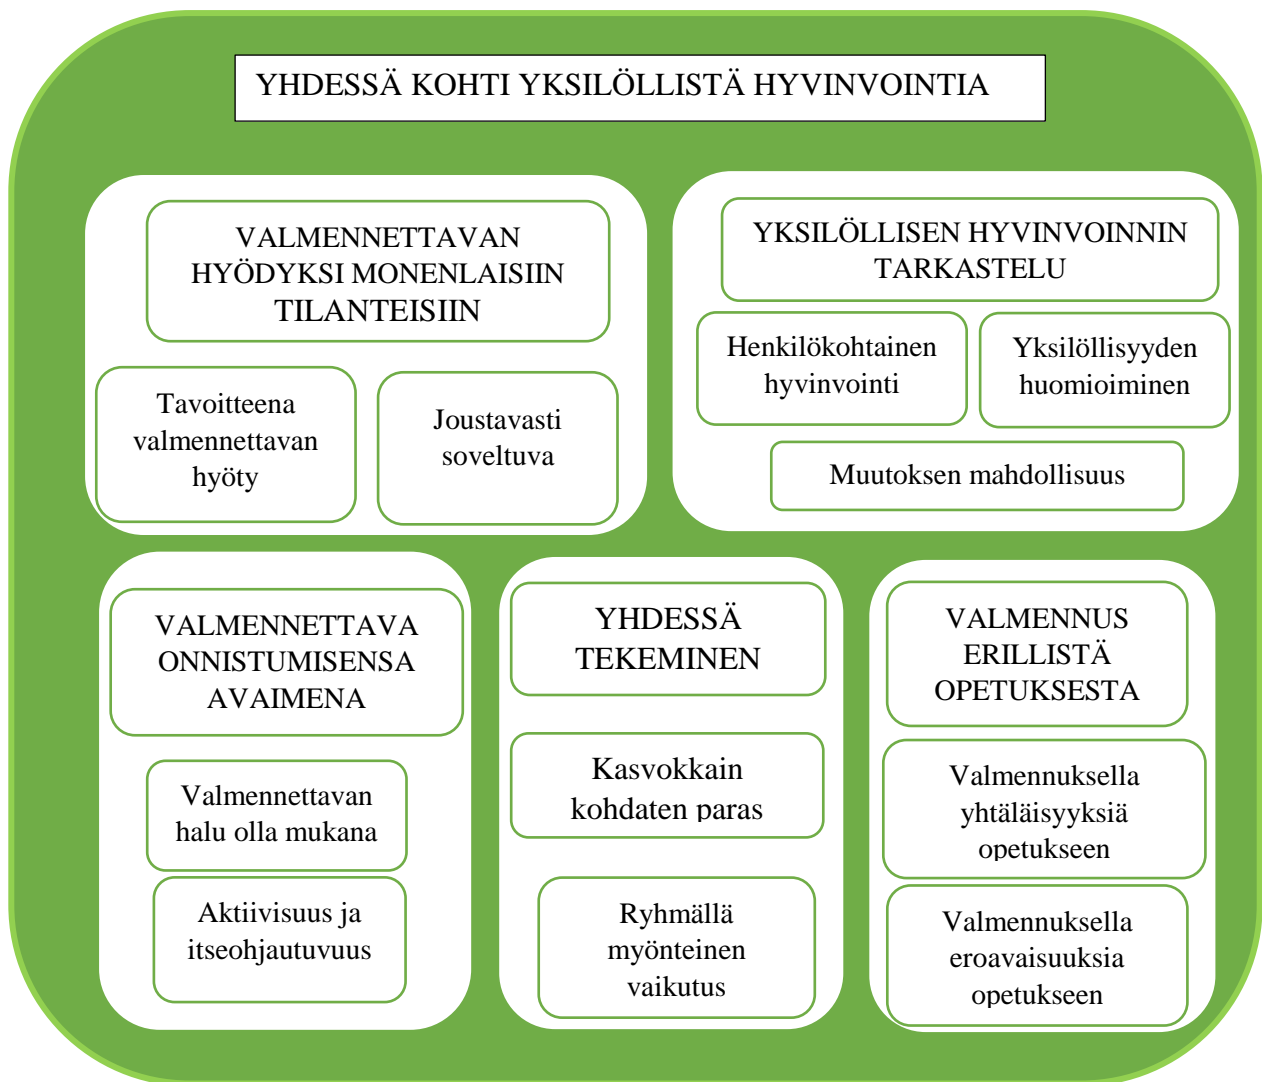 YHDESSÄ KOHTI YKSILÖLLISTÄ HYVINVOINTIA
VALMENNETTAVAN
HYÖDYKSI MONENLAISIIN
TILANTEISIIN
Tavoitteena
valmennettavan
hyöty
Joustavasti
soveltuva
YKSILÖLLISEN HYVINVOINNIN
TARKASTELU
Henkilökohtainen
hyvinvointi
Yksilöllisyyden
huomioiminen
Muutoksen mahdollisuus
VALMENNETTAVA
ONNISTUMISENSA
AVAIMENA
Valmennettavan
halu olla mukana
Aktiivisuus ja
itseohjautuvuus
YHDESSÄ
TEKEMINEN
Kasvokkain
kohdaten paras
Ryhmällä
myönteinen
vaikutus
VALMENNUS
ERILLISTÄ
OPETUKSESTA
Valmennuksella
yhtäläisyyksiä
opetukseen
Valmennuksella
eroavaisuuksia
opetukseen